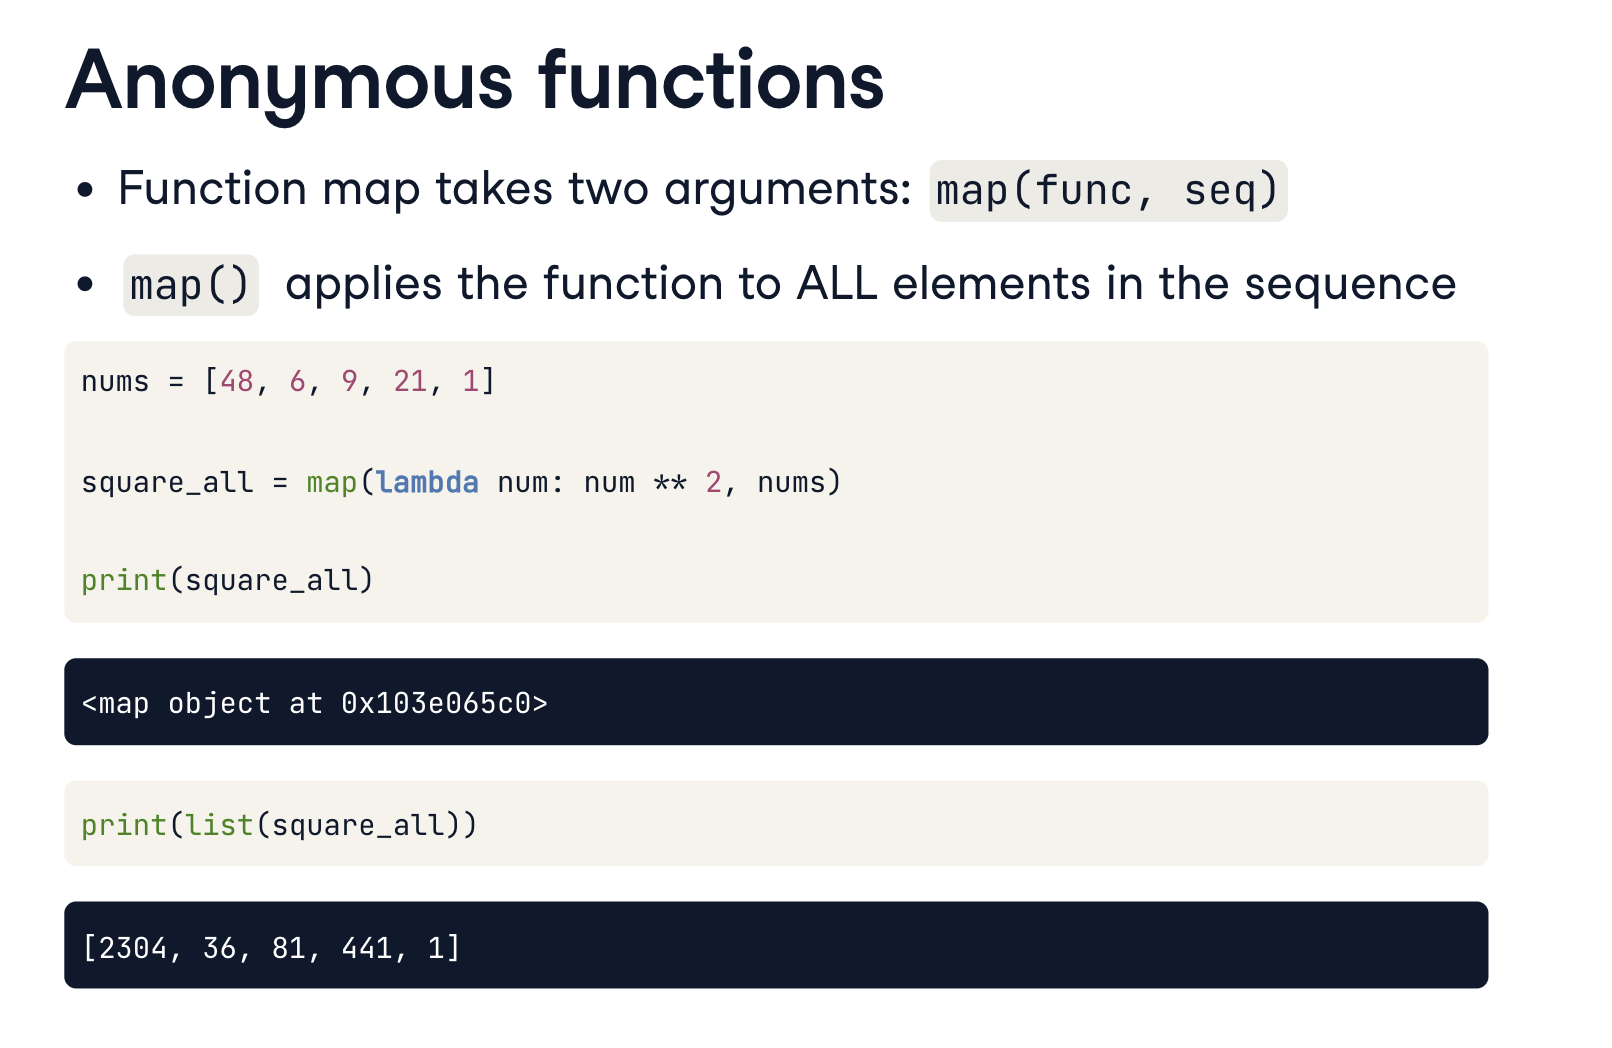 Anonymous functions
• Function map takes two arguments: map(func, seq)
• map() applies the function to ALL elements in the sequence
nums = [48, 6, 9, 21, 1]
square_all = map(lambda num: num ** 2, nums)
print(square_all)
<map object at 0x103e065c0>
print(list(square_all))
[2304, 36, 81, 441, 1]